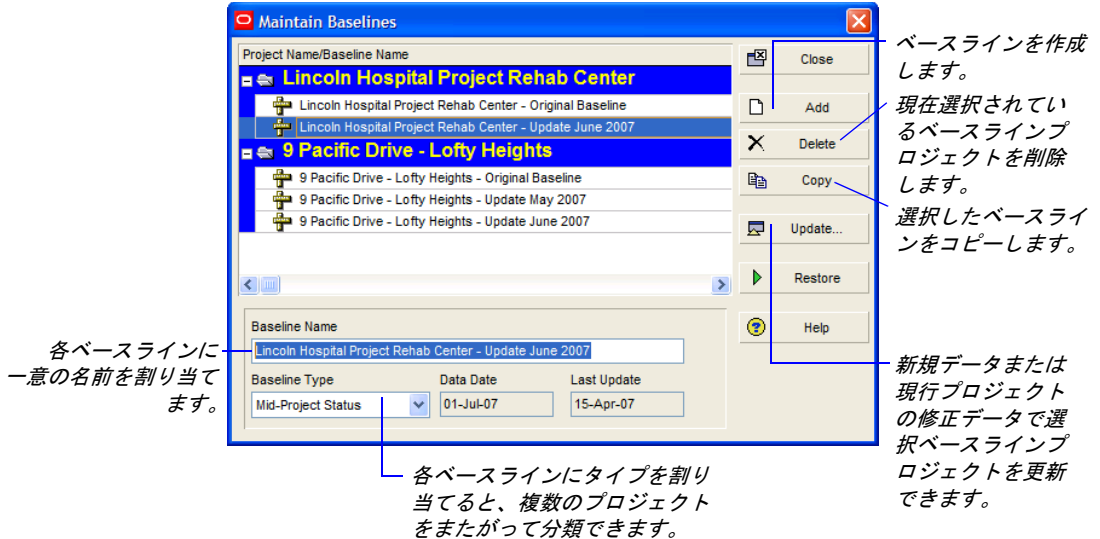 Maintain Baselines
Project Name/Baseline Name
Lincoln Hospital Project Rehab Center
Lincoln Hospital Project Rehab Center - Original Baseline
Lincoln Hospital Project Rehab Center - Update June 2007
9 Pacific Drive - Lofty Heights
9 Pacific Drive - Lofty Heights - Original Baseline
9 Pacific Drive - Lofty Heights - Update May 2007
9 Pacific Drive - Lofty Heights - Update June 2007
Close
Add
Delete
Copy
Update...
Restore
Help
Baseline Name
Lincoln Hospital Project Rehab Center - Update June 2007
Baseline Type
Data Date
Last Update
Mid-Project Status
01-Jul-07
15-Apr-07
ベースラインを作成
します。
現在選択されてい
るベースラインプ
ロジェクトを削除
します。
選択したベースライ
ンをコピーします。
新規データまたは
現行プロジェクト
の修正データで選
択ベースラインプ
ロジェクトを更新
できます。
各ベースラインに
一意の名前を割り当て
ます。
各ベースラインにタイプを割り
当てると、複数のプロジェクト
をまたがって分類できます。